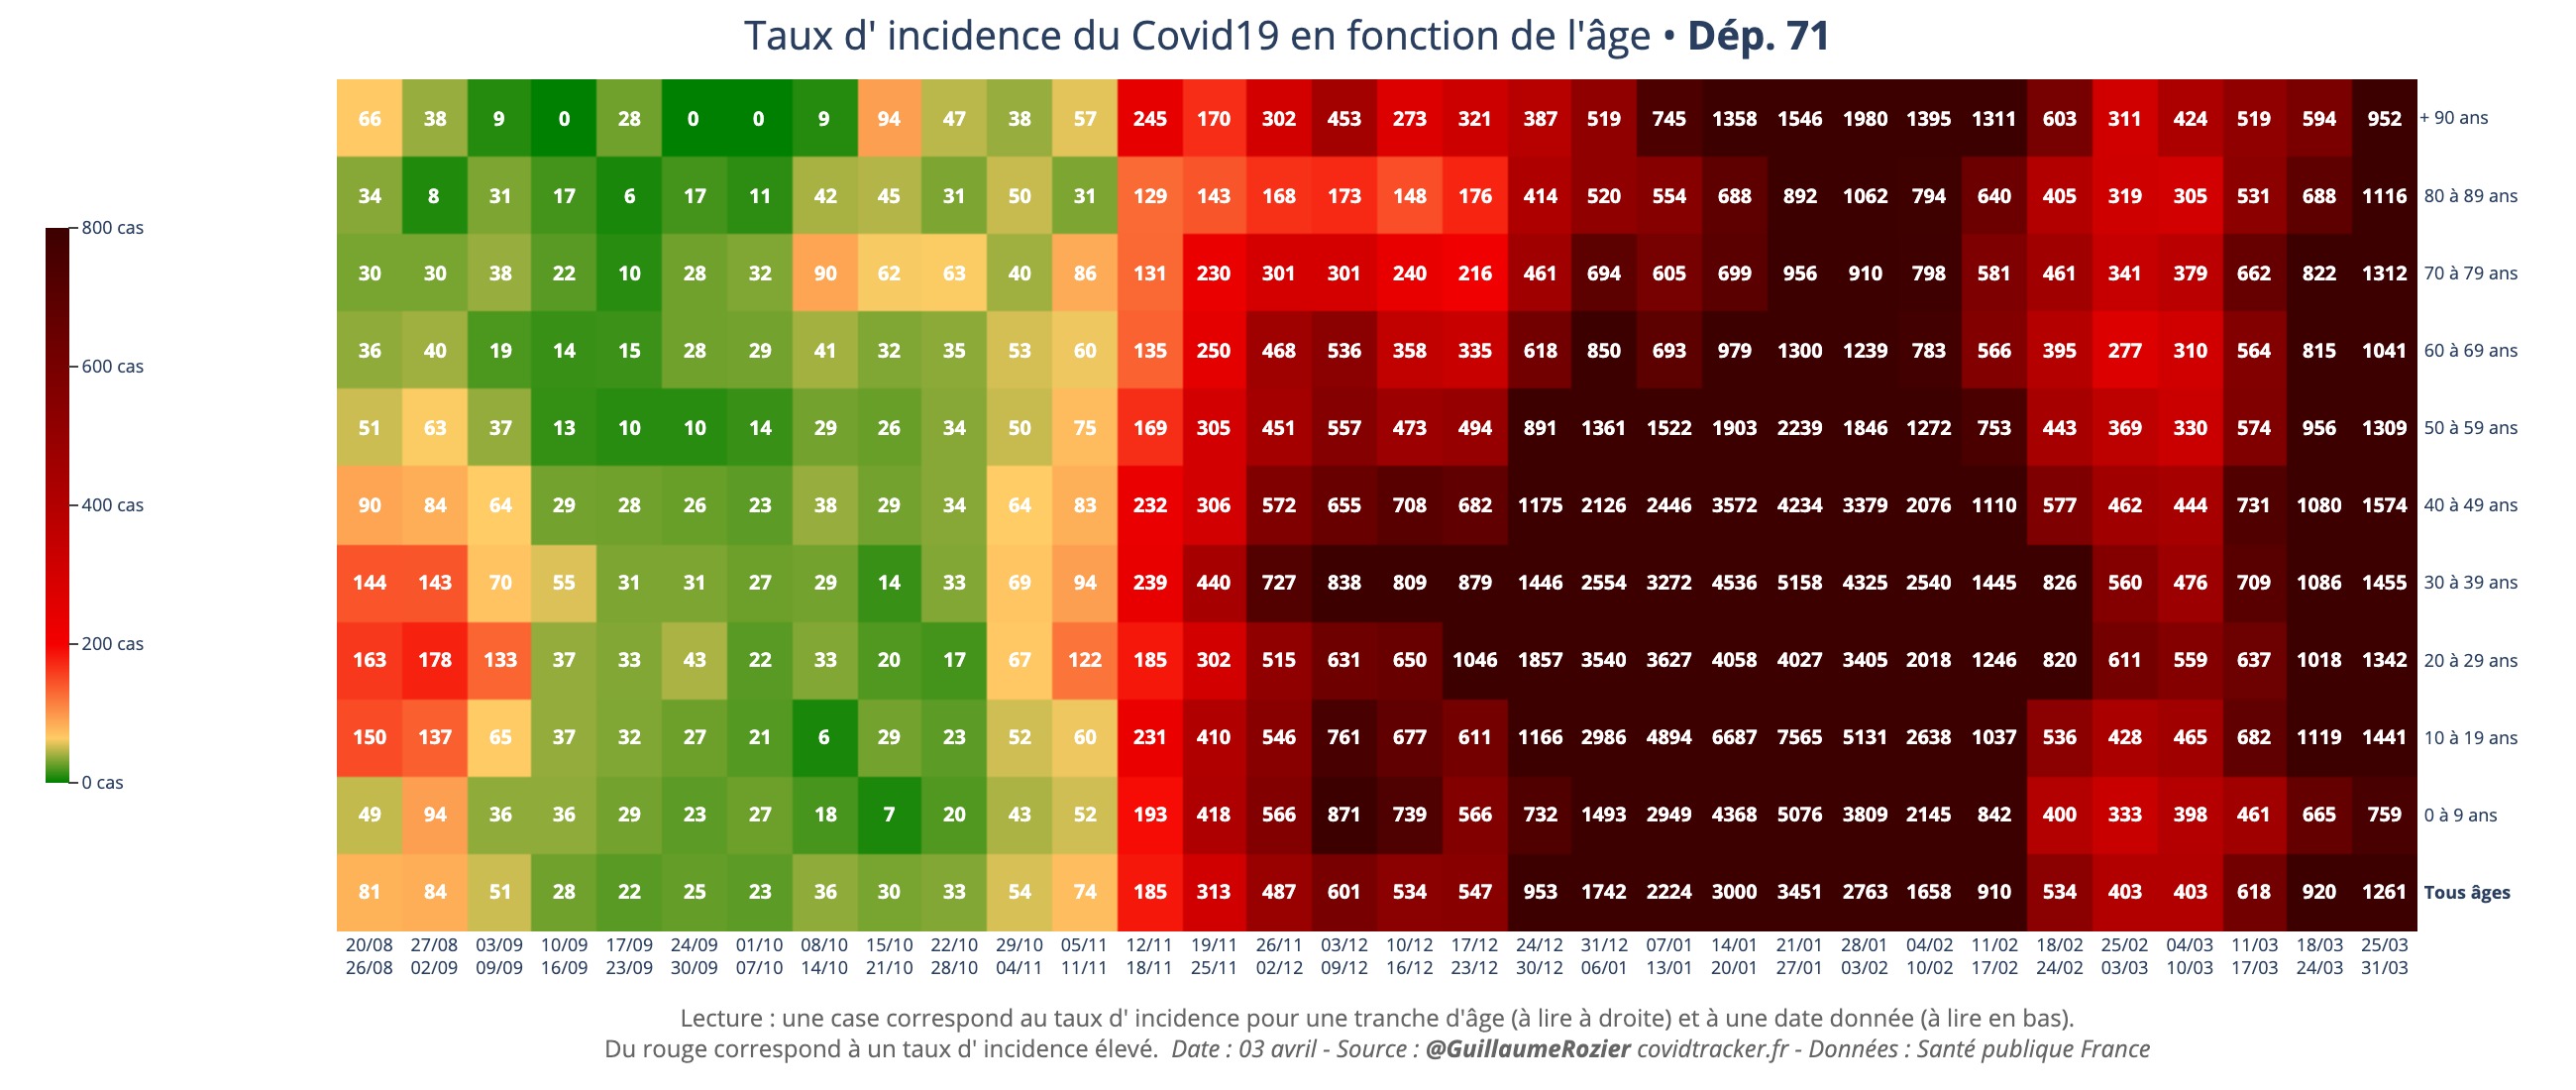 Taux d' incidence du Covid19 en fonction de l'âge • Dép. 71
66 38 9 0 28 0 0 9 94 47 38 57 245 170 302 453 273 321 387 519 745 1358 1546 1980 1395 1311 603 311 424 519 594 952 + 90 ans
34 8 31 17 6 17 11 42 45 31 50 31 129 143 168 173 148 176 414 520 554 688 892 1062 794 640 405 319 305 531 688 1116 80 à 89 ans
800 cas
30 30 38 22 10 28 32 90 62 63 40 86 131 230 301 301 240 216 461 694 605 699 956 910 798 581 461 341 379 662 822 1312 70 à 79 ans
36 40 19 14 15 28 29 41 32 35 53 60 135 250 468 536 358 335 618 850 693 979 1300 1239 783 566 395 277 310 564 815 1041 60 à 69 ans
600 cas
51 63 37 13 10 10 14 29 26 34 50 75 169 305 451 557 473 494 891 1361 1522 1903 2239 1846 1272 753 443 369 330 574 956 1309 50 à 59 ans
400 cas
90 84 64 29 28 26 23 38 29 34 64 83 232 306 572 655 708 682 1175 2126 2446 3572 4234 3379 2076 1110 577 462 444 731 1080 1574 40 à 49 ans
144 143 70 55 31 31 27 29 14 33 69 94 239 440 727 838 809 879 1446 2554 3272 4536 5158 4325 2540 1445 826 560 476 709 1086 1455 30 à 39 ans
200 cas
163 178 133 37 33 43 22 33 20 17 67 122 185 302 515 631 650 1046 1857 3540 3627 4058 4027 3405 2018 1246 820 611 559 637 1018 1342 20 à 29 ans
150 137 65 37 32 27 21 6 29 23 52 60 231 410 546 761 677 611 1166 2986 4894 6687 7565 5131 2638 1037 536 428 465 682 1119 1441 10 à 19 ans
0 cas
49 94 36 36 29 23 27 18 7 20 43 52 193 418 566 871 739 566 732 1493 2949 4368 5076 3809 2145 842 400 333 398 461 665 759 0 à 9 ans
81 84 51 28 22 25 23 36 30 33 54 74 185 313 487 601 534 547 953 1742 2224 3000 3451 2763 1658 910 534 403 403 618 920 1261 Tous âges
20/08 27/08 03/09 10/09 17/09 24/09 01/10 08/10 15/10 22/10 29/10 05/11 12/11 19/11 26/11 03/12 10/12 17/12 24/12 31/12 07/01 14/01 21/01 28/01 04/02 11/02 18/02 25/02 04/03 11/03 18/03 25/03
26/08 02/09 09/09 16/09 23/09 30/09 07/10 14/10 21/10 28/10 04/11 11/11 18/11 25/11 02/12 09/12 16/12 23/12 30/12 06/01 13/01 20/01 27/01 03/02 10/02 17/02 24/02 03/03 10/03 17/03 24/03 31/03
Lecture : une case correspond au taux d' incidence pour une tranche d'âge (à lire à droite) et à une date donnée (à lire en bas).
Du rouge correspond à un taux d' incidence élevé. Date : 03 avril - Source : @GuillaumeRozier covidtracker.fr - Données : Santé publique France